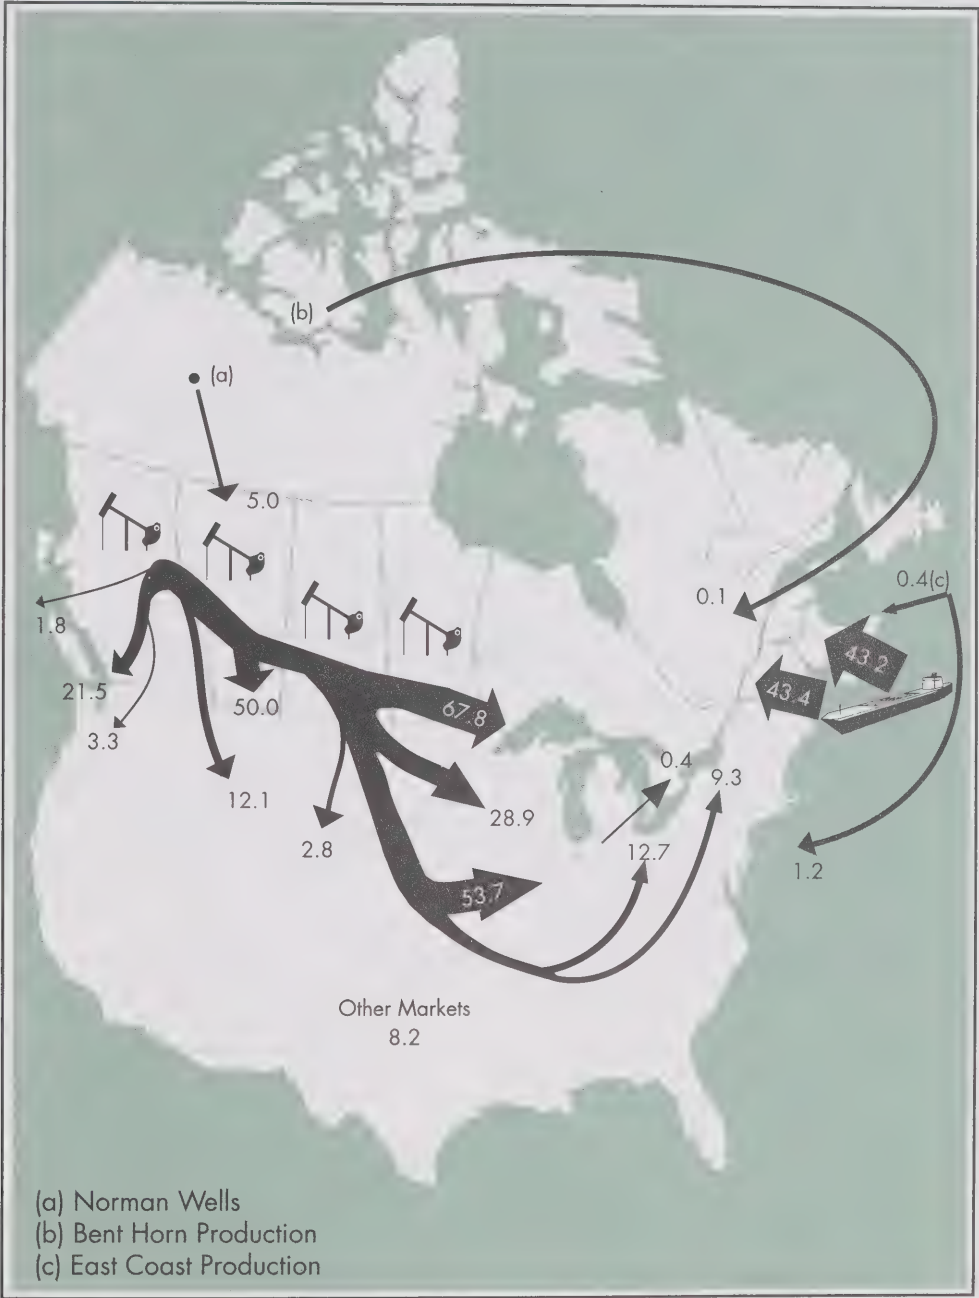 (b)
(a)
5.0
0.1
0.4(c)
1.8
43.2
21.5
43.4
50.0
67.8
3.3
0.4
9.3
12.1
28.9
2.8
12.7
1.2
53.7
Other Markets
8.2
(a) Norman Wells
(b) Bent Horn Production
(c) East Coast Production